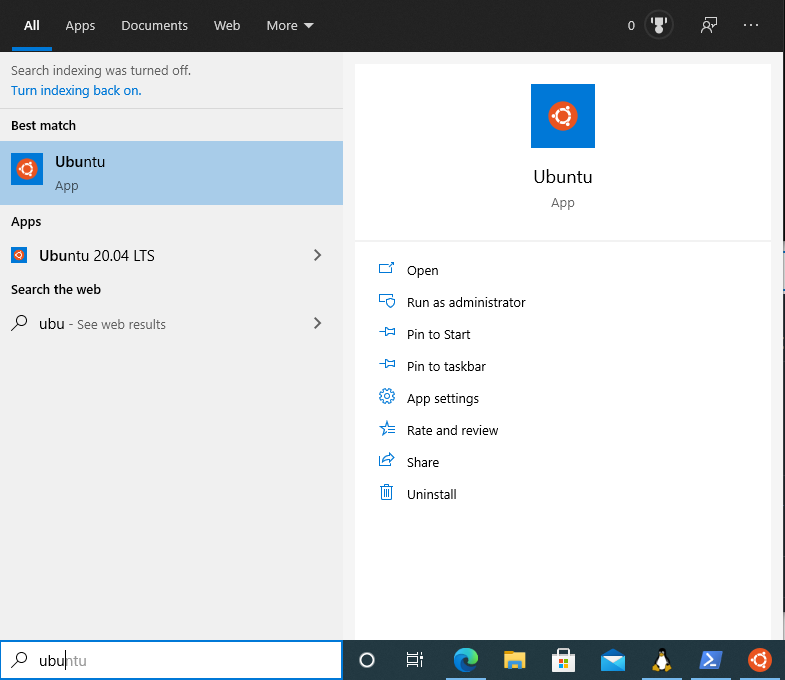 All Apps Documents Web More 0 ...
Search indexing was turned off.
Turn indexing back on.
Best match
Ubuntu
App
Apps
Ubuntu 20.04 LTS
Search the web
ubu - See web results
Ubuntu
App
Open
Run as administrator
Pin to Start
Pin to taskbar
App settings
Rate and review
Share
Uninstall
ubuntu